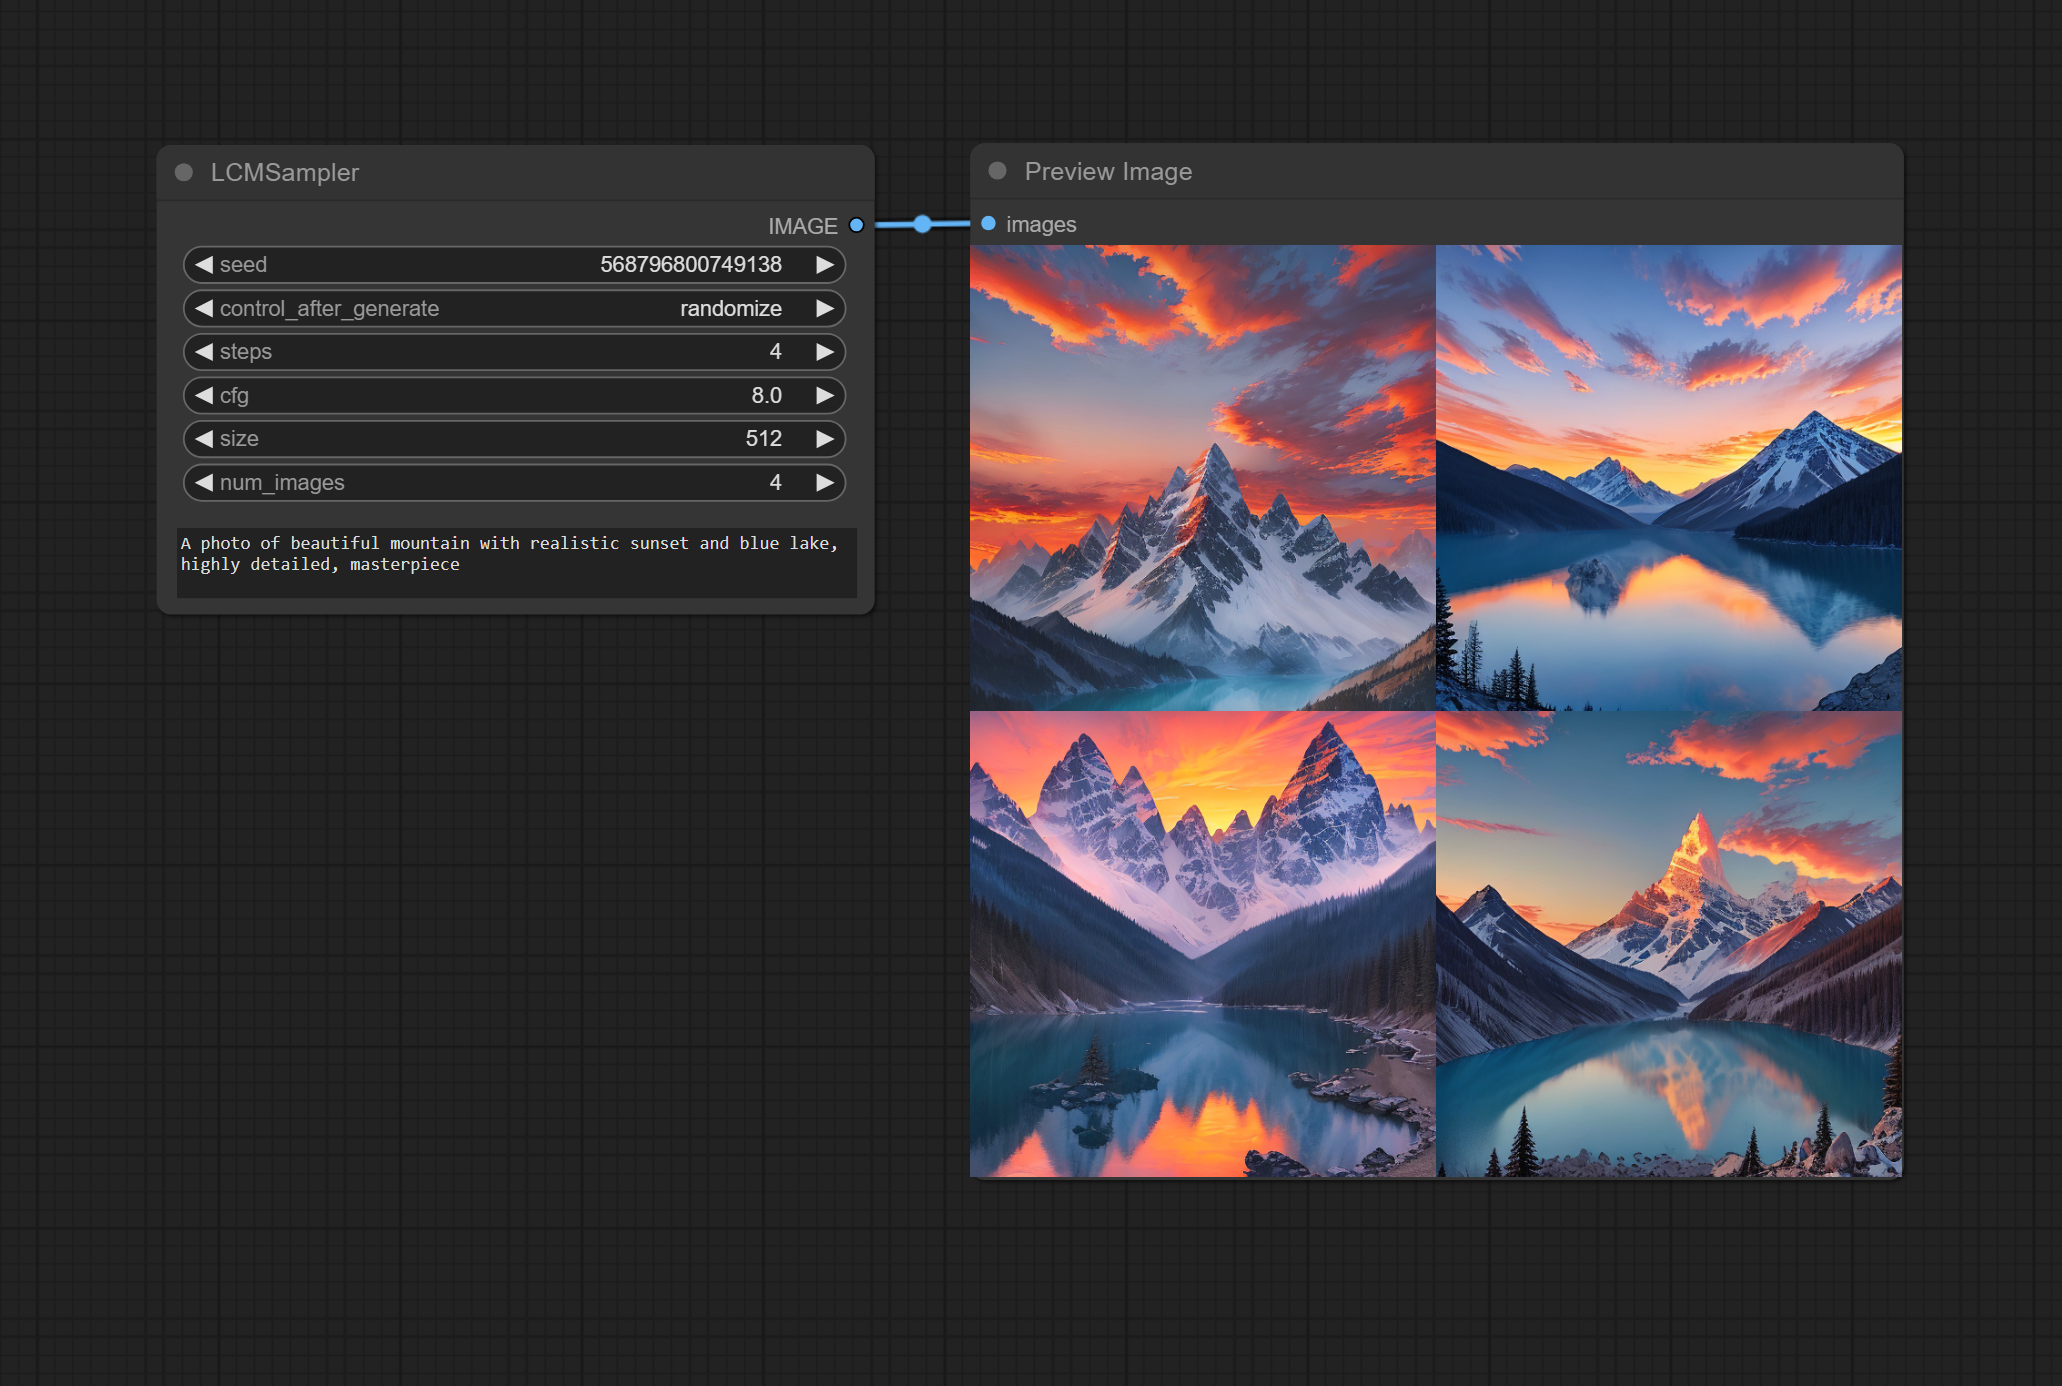 LCMSampler
IMAGE
seed 568796800749138
control_after_generate randomize
steps 4
cfg 8.0
size 512
num_images 4
A photo of beautiful mountain with realistic sunset and blue lake,
highly detailed, masterpiece
Preview Image
images